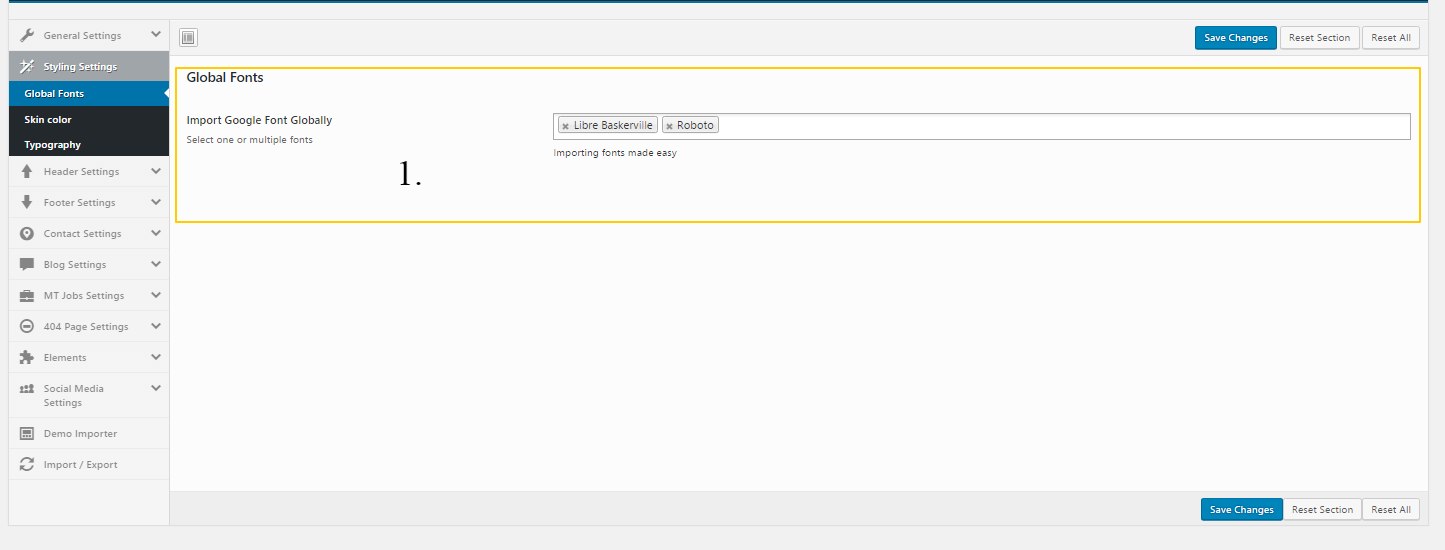 General Settings
Save Changes Reset Section Reset All
Styling Settings
Global Fonts
Skin color
Typography
Header Settings
Footer Settings
Contact Settings
Blog Settings
MT Jobs Settings
404 Page Settings
Elements
Social Media
Settings
Demo Importer
Import / Export
Global Fonts
Import Google Font Globally
Select one or multiple fonts
× Libre Baskerville × Roboto
Importing fonts made easy
1.
Save Changes Reset Section Reset All